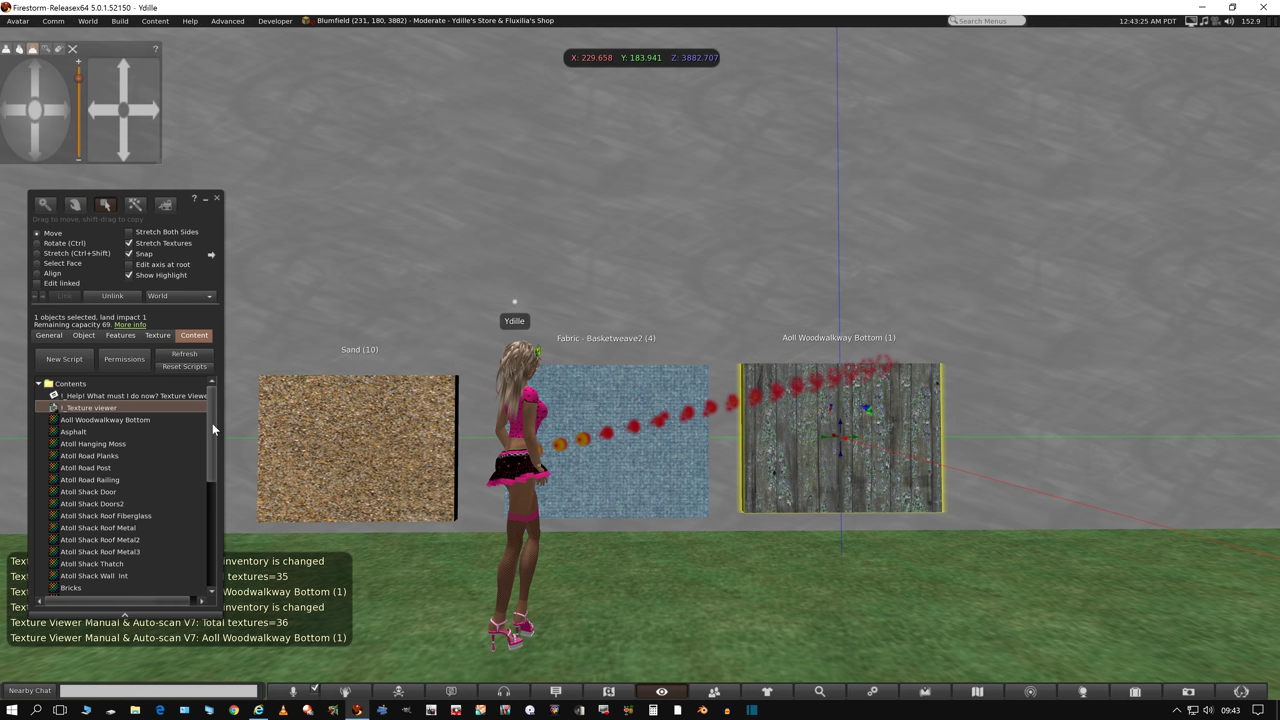 Firestorm-Releasex64 5.0.1.52150 - Ydille
Avatar Comm World Build Content Help Advanced Developer Blumfield (231, 180, 3882) - Moderate - Ydille's Store & Fluxilia's Shop Search Menus 12:43:25 AM PDT 152.9
X: 229.658 Y: 183.941 Z: 3882.707
?
+
-
?
Drag to move, shift-drag to copy
Move
Rotate (Ctrl)
Stretch (Ctrl+Shift)
Select Face
Align
Edit linked
Stretch Both Sides
Stretch Textures
Snap
Edit axis at root
Show Highlight
Link Unlink World
1 objects selected, land impact 1
Remaining capacity 69. More info
General Object Features Texture Content
New Script Permissions Refresh
Reset Scripts
Contents
!_Help! What must I do now? Texture Viewe
!_Texture viewer
Aoll Woodwalkway Bottom
Asphalt
Atoll Hanging Moss
Atoll Road Planks
Atoll Road Post
Atoll Road Railing
Atoll Shack Door
Atoll Shack Doors2
Atoll Shack Roof Fiberglass
Atoll Shack Roof Metal
Atoll Shack Roof Metal2
Atoll Shack Roof Metal3
Atoll Shack Thatch
Atoll Shack Wall Int
Bricks
Ydille
Sand (10)
Fabric - Basketweave2 (4)
Aoll Woodwalkway Bottom (1)
Text inventory is changed
Text textures=35
Text Woodwalkway Bottom (1)
Text inventory is changed
Texture Viewer Manual & Auto-scan V7: Total textures=36
Texture Viewer Manual & Auto-scan V7: Aoll Woodwalkway Bottom (1)
Nearby Chat
09:43